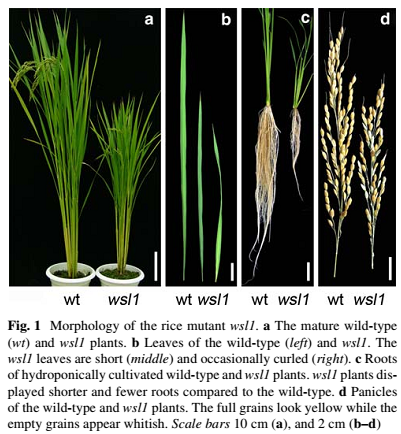 a b c d
wt wsl1 wt wsl1 wt wsl1 wt wsl1
Fig. 1 Morphology of the rice mutant wsl1. a The mature wild-type
(wt) and wsl1 plants. b Leaves of the wild-type (left) and wsl1. The
wsl1 leaves are short (middle) and occasionally curled (right). c Roots
of hydroponically cultivated wild-type and wsl1 plants. wsl1 plants dis-
played shorter and fewer roots compared to the wild-type. d Panicles
of the wild-type and wsl1 plants. The full grains look yellow while the
empty grains appear whitish. Scale bars 10 cm (a), and 2 cm (b–d)